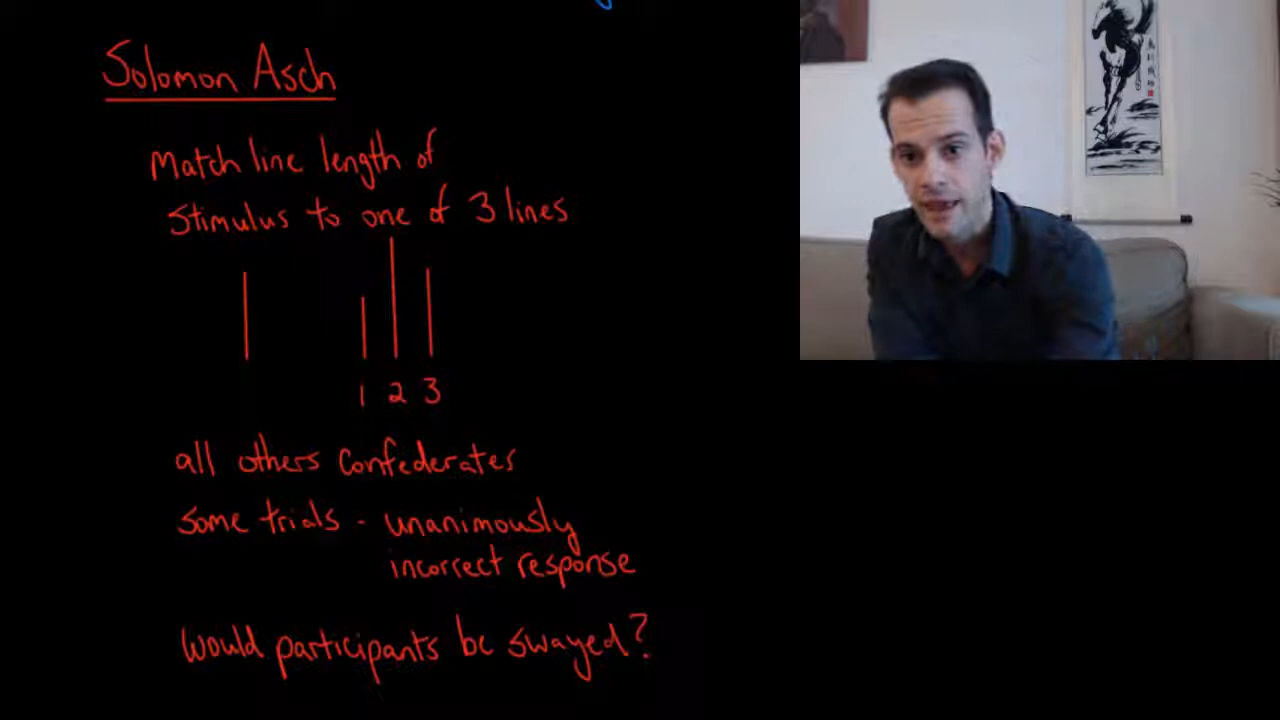 Solomon Asch
Match line length of
Stimulus to one of 3 lines
1 2 3
all others confederates
some trials - unanimously
incorrect response
would participants be swayed?